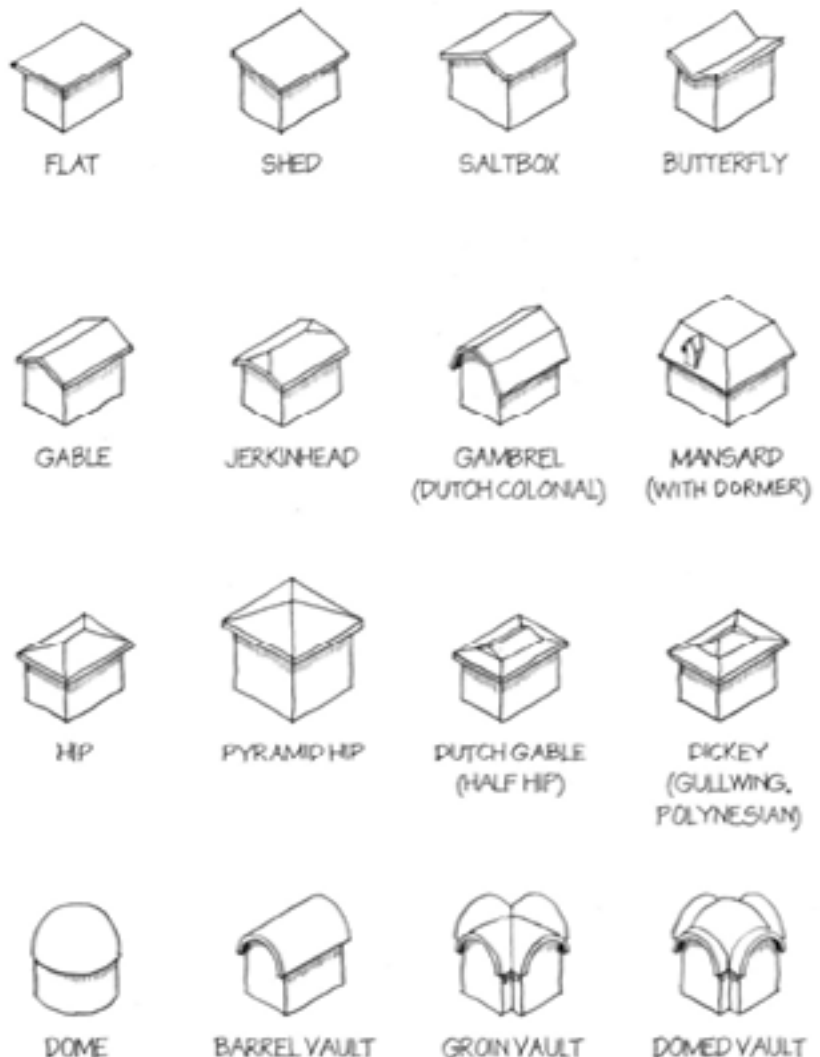 FLAT
SHED
SALTBOX
BUTTERFLY
GABLE
JERKINHEAD
GAMBREL
(DUTCH COLONIAL)
MANSARD
(WITH DORMER)
HIP
PYRAMID HIP
DUTCH GABLE
(HALF HIP)
DICKEY
(GULLWING,
POLYNESIAN)
DOME
BARREL VAULT
GROIN VAULT
DOMED VAULT